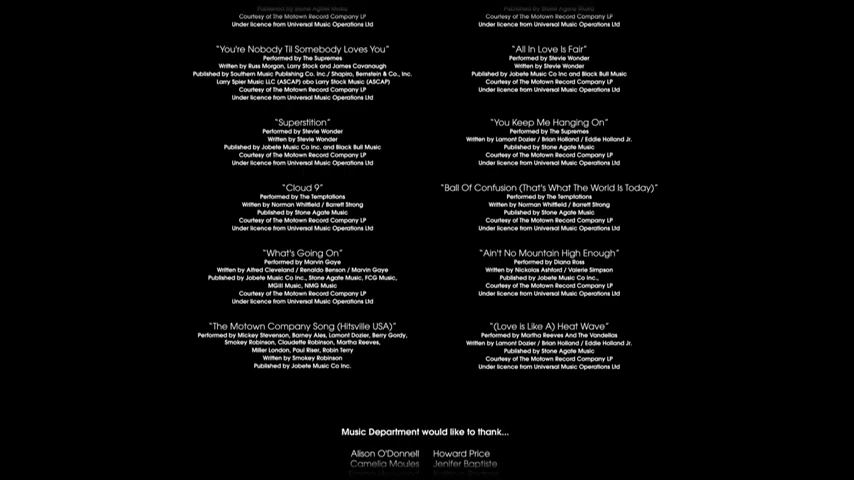 Courtesy of The Motown Record Company LP
Under licence from Universal Music Operations Ltd
"You're Nobody Til Somebody Loves You"
Performed by The Supremes
Written by Russ Morgan, Larry Stock and James Cavanaugh
Published by Southern Music Publishing Co. Inc./ Shapiro, Bernstein & Co., Inc.
Larry Spier Music LLC (ASCAP) obo Larry Stock Music (ASCAP)
Courtesy of The Motown Record Company LP
Under licence from Universal Music Operations Ltd
"Superstition"
Performed by Stevie Wonder
Written by Stevie Wonder
Published by Jobete Music Co Inc. and Black Bull Music
Courtesy of The Motown Record Company LP
Under licence from Universal Music Operations Ltd
"Cloud 9"
Performed by The Temptations
Written by Norman Whitfield / Barrett Strong
Published by Stone Agate Music
Courtesy of The Motown Record Company LP
Under licence from Universal Music Operations Ltd
"What's Going On"
Performed by Marvin Gaye
Written by Alfred Cleveland / Renaldo Benson / Marvin Gaye
Published by Jobete Music Co Inc., Stone Agate Music, FCG Music,
MGIII Music, NMG Music
Courtesy of The Motown Record Company LP
Under licence from Universal Music Operations Ltd
"The Motown Company Song (Hitsville USA)"
Performed by Mickey Stevenson, Barney Ales, Lamont Dozier, Berry Gordy,
Smokey Robinson, Claudette Robinson, Martha Reeves,
Miller London, Paul Riser, Robin Terry
Written by Smokey Robinson
Published by Jobete Music Co Inc.
Courtesy of The Motown Record Company LP
Under licence from Universal Music Operations Ltd
"All In Love Is Fair"
Performed by Stevie Wonder
Written by Stevie Wonder
Published by Jobete Music Co Inc and Black Bull Music
Courtesy of The Motown Record Company LP
Under licence from Universal Music Operations Ltd
"You Keep Me Hanging On"
Performed by The Supremes
Written by Lamont Dozier / Brian Holland / Eddie Holland Jr.
Published by Stone Agate Music
Courtesy of The Motown Record Company LP
Under licence from Universal Music Operations Ltd
"Ball Of Confusion (That's What The World Is Today)"
Performed by The Temptations
Written by Norman Whitfield / Barrett Strong
Published by Stone Agate Music
Courtesy of The Motown Record Company LP
Under licence from Universal Music Operations Ltd
"Ain't No Mountain High Enough"
Performed by Diana Ross
Written by Nickolas Ashford / Valerie Simpson
Published by Jobete Music Co Inc.,
Courtesy of The Motown Record Company LP
Under licence from Universal Music Operations Ltd
"(Love is Like A) Heat Wave"
Performed by Martha Reeves And The Vandellas
Written by Lamont Dozier / Brian Holland / Eddie Holland Jr.
Published by Stone Agate Music
Courtesy of The Motown Record Company LP
Under licence from Universal Music Operations Ltd
Music Department would like to thank...
Alison O'Donnell Howard Price
Camelia Moules Jenifer Baptiste